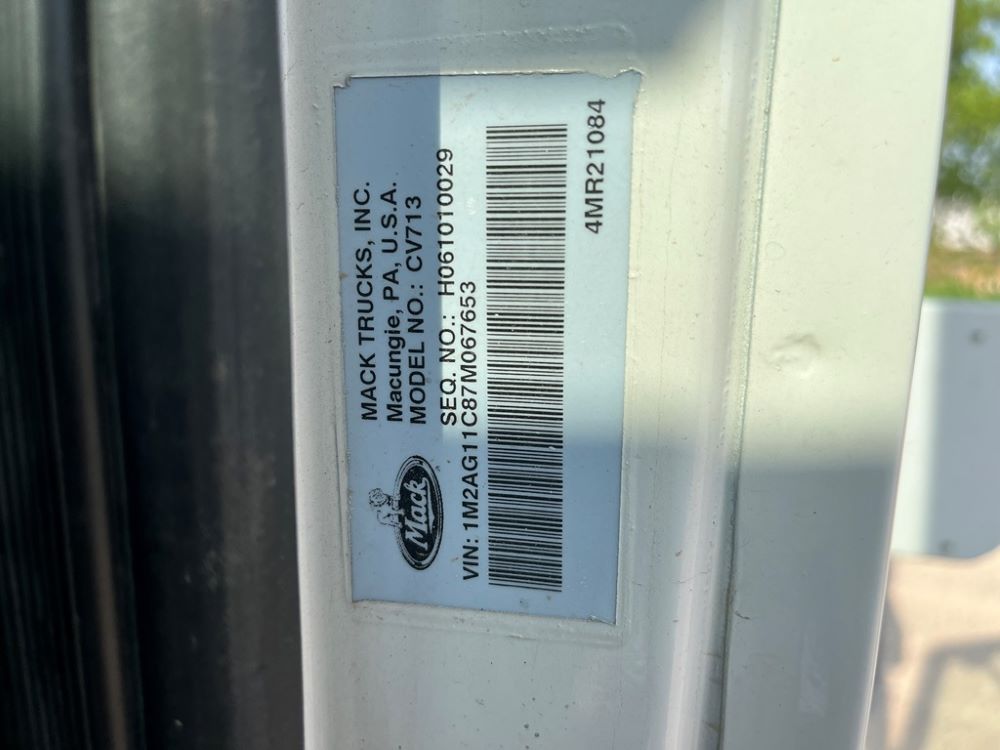 MACK TRUCKS, INC.
Macungie, PA, U.S.A.
MODEL NO.: CV713
SEQ. NO.: H061010029
Mack
VIN: 1M2AG11C87M067653
4MR21084